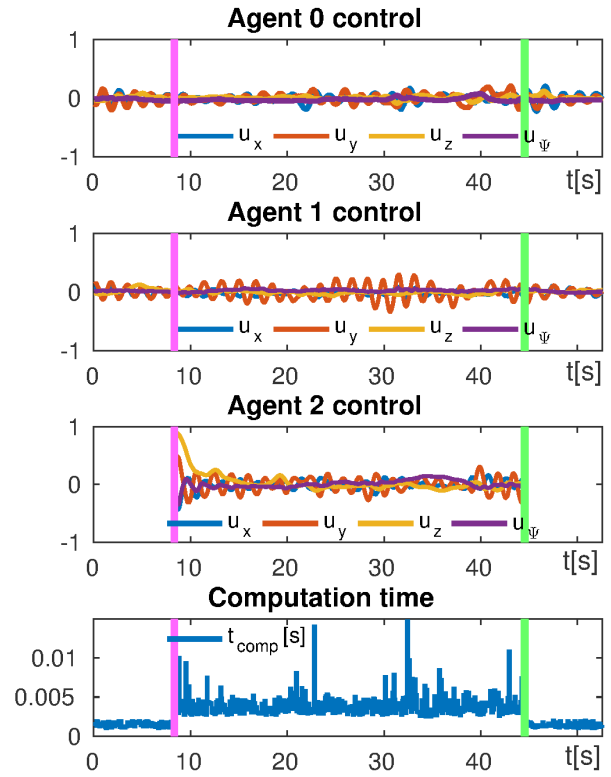 Agent 0 control
1
0
-1
u_x u_y u_z u_Ψ
0 10 20 30 40 t[s]
Agent 1 control
1
0
-1
u_x u_y u_z u_Ψ
0 10 20 30 40 t[s]
Agent 2 control
1
0
-1
u_x u_y u_z u_Ψ
0 10 20 30 40 t[s]
Computation time
t_comp [s]
0.01
0.005
0
0 10 20 30 40 t[s]